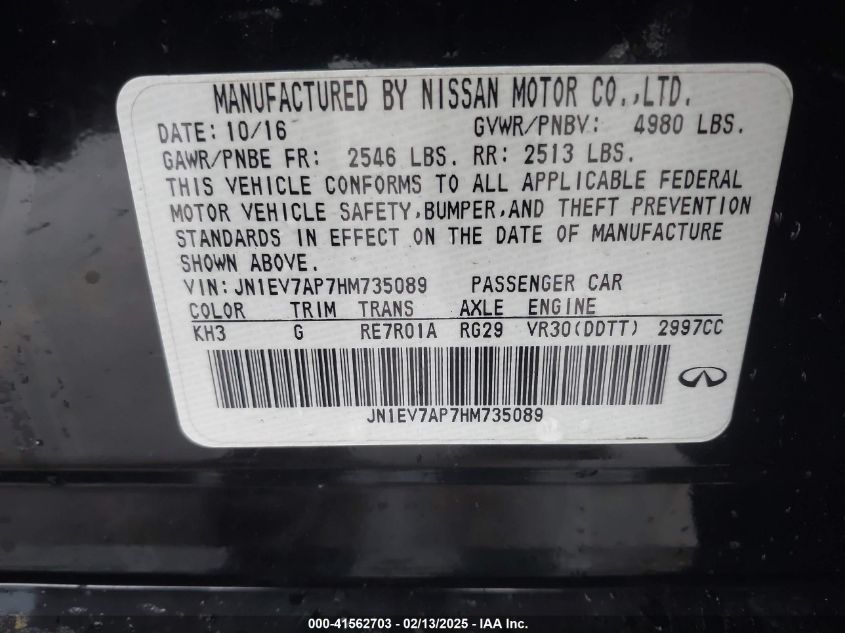 MANUFACTURED BY NISSAN MOTOR CO.,LTD.
DATE: 10/16 GVWR/PNBV: 4980 LBS.
GAWR/PNBE FR: 2546 LBS. RR: 2513 LBS.
THIS VEHICLE CONFORMS TO ALL APPLICABLE FEDERAL
MOTOR VEHICLE SAFETY,BUMPER,AND THEFT PREVENTION
STANDARDS IN EFFECT ON THE DATE OF MANUFACTURE
SHOWN ABOVE.
VIN:JN1EV7AP7HM735089 PASSENGER CAR
COLOR TRIM TRANS AXLE ENGINE
KH3 G RE7R01A RG29 VR30(DDTT) 2997CC
JN1EV7AP7HM735089
000-41562703 - 02/13/2025 - IAA Inc.